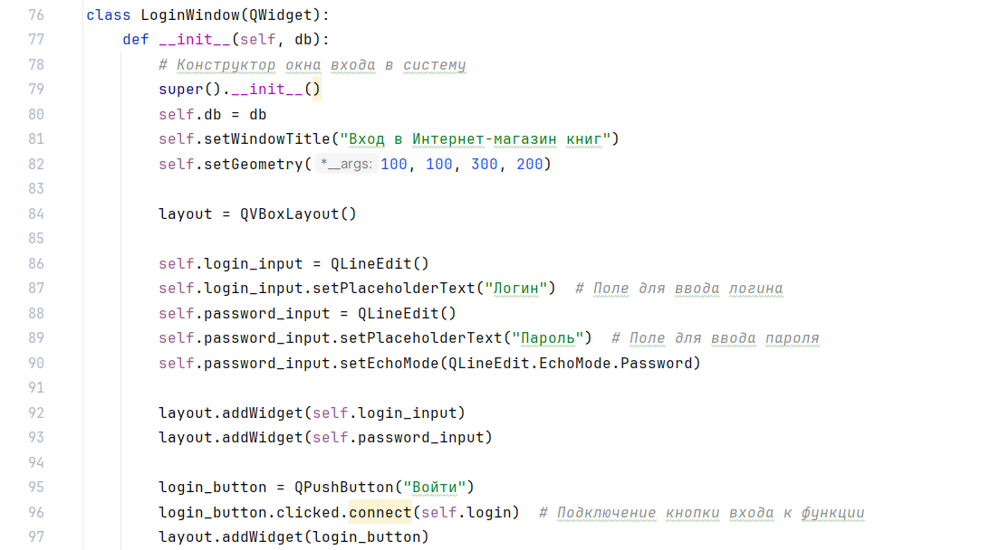 76 class LoginWindow(QWidget):
77 def __init__(self, db):
78 # Конструктор окна входа в систему
79 super().__init__()
80 self.db = db
81 self.setWindowTitle("Вход в Интернет-магазин книг")
82 self.setGeometry( *__args: 100, 100, 300, 200)
83
84 layout = QVBoxLayout()
85
86 self.login_input = QLineEdit()
87 self.login_input.setPlaceholderText("Логин")  # Поле для ввода логина
88 self.password_input = QLineEdit()
89 self.password_input.setPlaceholderText("Пароль")  # Поле для ввода пароля
90 self.password_input.setEchoMode(QLineEdit.EchoMode.Password)
91
92 layout.addWidget(self.login_input)
93 layout.addWidget(self.password_input)
94
95 login_button = QPushButton("Войти")
96 login_button.clicked.connect(self.login)  # Подключение кнопки входа к функции
97 layout.addWidget(login_button)